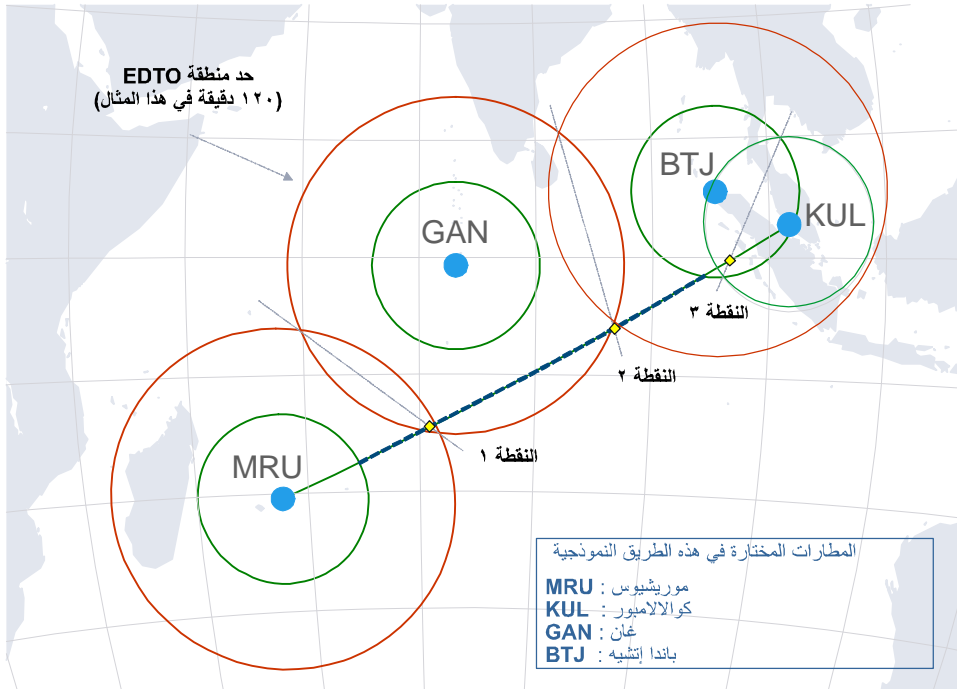 حد منطقة EDTO
(١٢٠ دقيقة في هذا المثال)
BTJ
KUL
GAN
النقطة ٣
النقطة ٢
النقطة ١
MRU
المطارات المختارة في هذه الطريق النموذجية
MRU : موريشيوس
KUL : كوالالامبور
GAN : غان
BTJ : باندا إتشيه